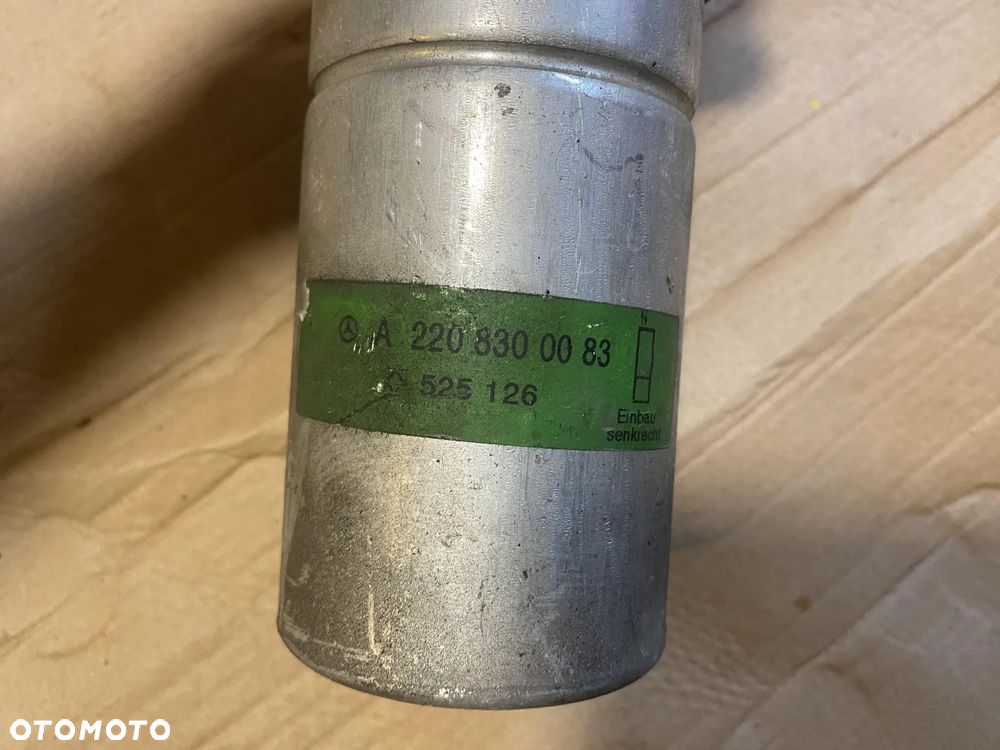 A 220 830 00 83
525 126
Einbau
senkrecht
OTOMOTO